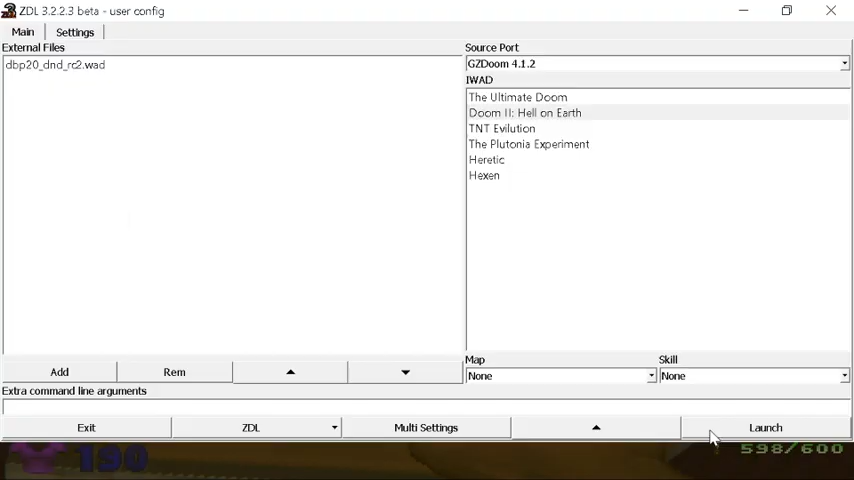 ZDL 3.2.2.3 beta - user config
Main
Settings
External Files
dbp20_dnd_rc2.wad
Source Port
GZDoom 4.1.2
IWAD
The Ultimate Doom
Doom II: Hell on Earth
TNT Evilution
The Plutonia Experiment
Heretic
Hexen
Add
Rem
Map
Skill
None
None
Extra command line arguments
Exit
ZDL
Multi Settings
Launch
190
598/600